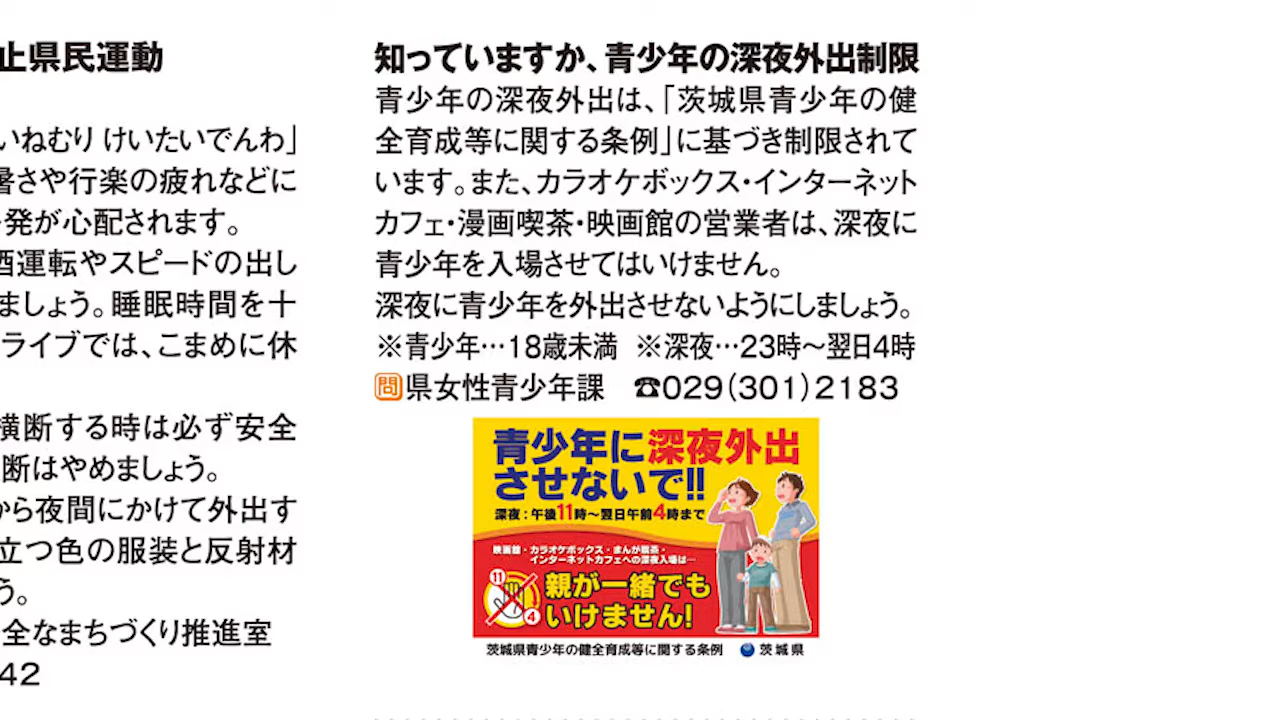 止県民運動
いねむり けいたいでんわ」
暑さや行楽の疲れなどに
発が心配されます。
酒運転やスピードの出し
ましょう。睡眠時間を十
ライブでは、こまめに休
横断する時は必ず安全
断はやめましょう。
から夜間にかけて外出す
立つ色の服装と反射材
う。
全なまちづくり推進室
42
知っていますか、青少年の深夜外出制限
青少年の深夜外出は、「茨城県青少年の健
全育成等に関する条例」に基づき制限されて
います。また、カラオケボックス・インターネット
カフェ・漫画喫茶・映画館の営業者は、深夜に
青少年を入場させてはいけません。
深夜に青少年を外出させないようにしましょう。
※青少年…18歳未満 ※深夜…23時～翌日4時
問県女性青少年課 ☎029(301)2183
青少年に深夜外出
させないで!!
深夜：午後11時～翌日午前4時まで
映画館・カラオケボックス・まんが喫茶・
インターネットカフェへの深夜入場は…
11
4
親が一緒でも
いけません!
茨城県青少年の健全育成等に関する条例 茨城県